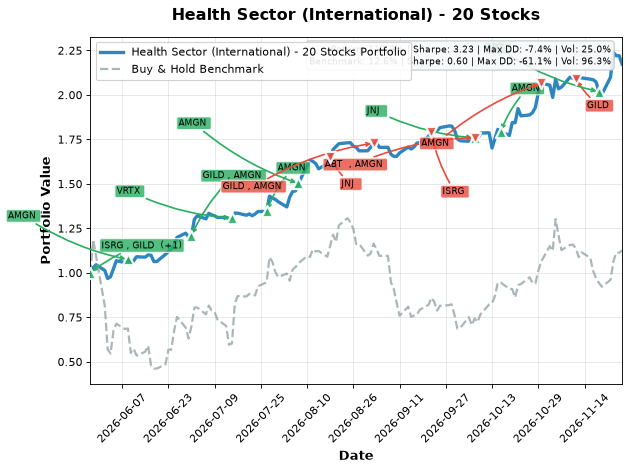 Health Sector (International) - 20 Stocks
Health Sector (International) - 20 Stocks Portfolio
Buy & Hold Benchmark
Sharpe: 3.23 | Max DD: -7.4% | Vol: 25.0%
Benchmark: 12.6% | Sharpe: 0.60 | Max DD: -61.1% | Vol: 96.3%
Portfolio Value
2.25
2.00
1.75
1.50
1.25
1.00
0.75
0.50
AMGN
ISRG , GILD (+1)
VRTX
AMGN
GILD , AMGN
GILD , AMGN
AMGN
, AMGN
JNJ
JNJ
AMGN
ISRG
AMGN
GILD
2026-06-07
2026-06-23
2026-07-09
2026-07-25
2026-08-10
2026-08-26
2026-09-11
2026-09-27
2026-10-13
2026-10-29
2026-11-14
Date